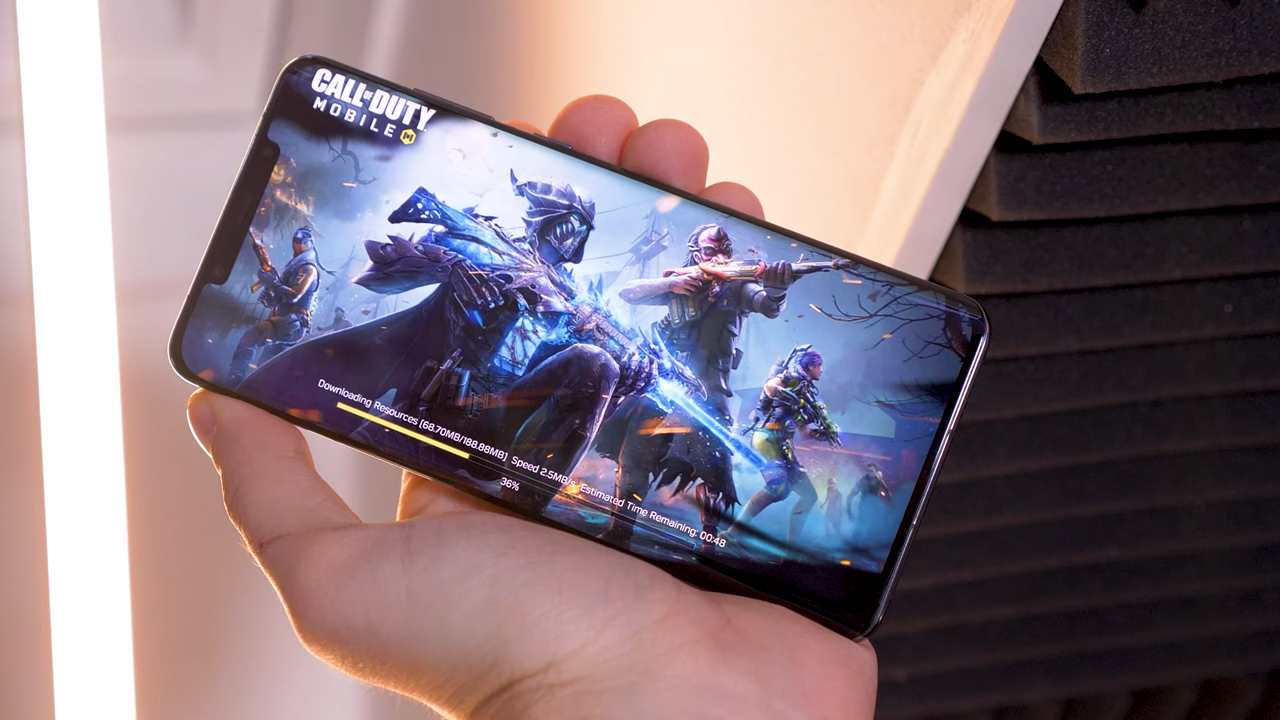 CALL OF DUTY
MOBILE
Downloading Resources [68.70MB/188.88MB] Speed 2.5MB/s Estimated Time Remaining: 00:48
36%